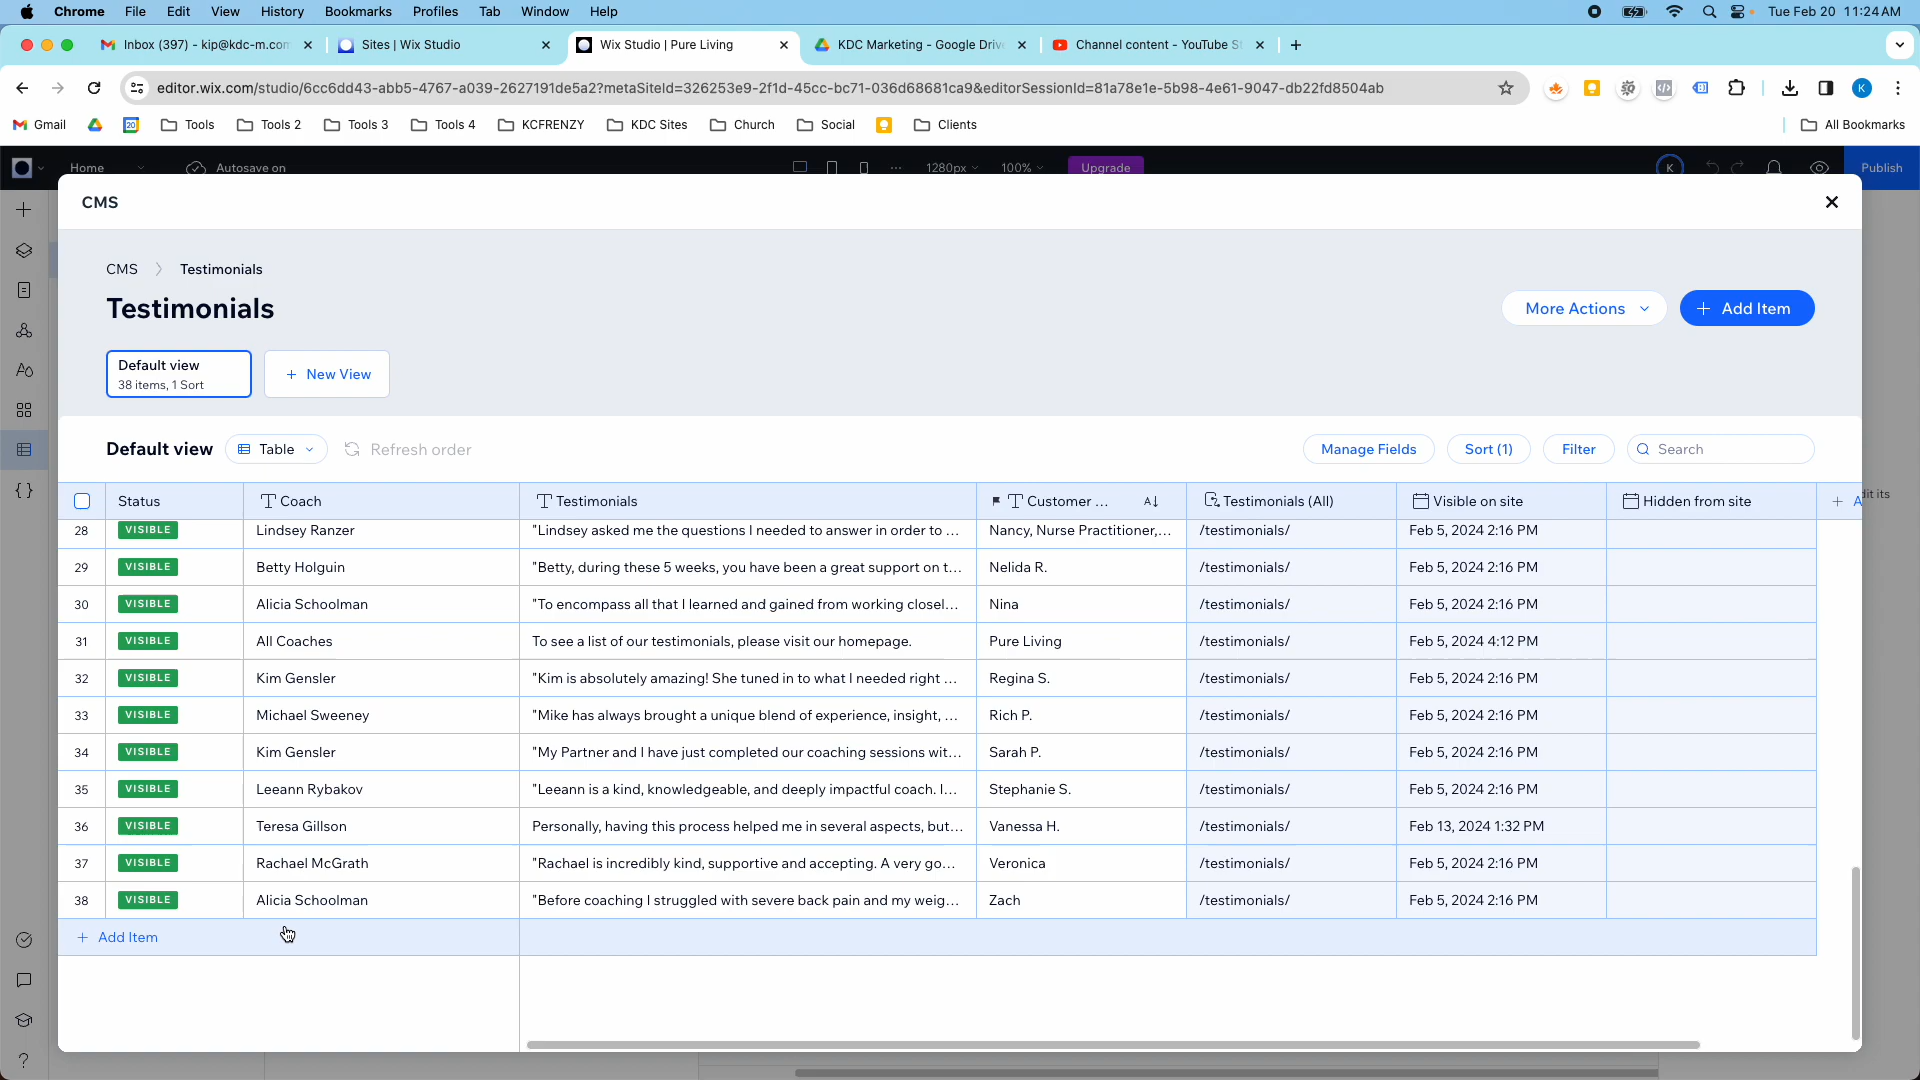 Chrome File Edit View History Bookmarks Profiles Tab Window Help Tue Feb 20 11:24 AM
Inbox (397) - kip@kdc-m.com Sites | Wix Studio Wix Studio | Pure Living KDC Marketing - Google Driv Channel content - YouTube S
editor.wix.com/studio/6cc6dd43-abb5-4767-a039-2627191de5a2?metaSiteId=326253e9-2f1d-45cc-bc71-036d68681ca9&editorSessionId=81a78e1e-5b98-4e61-9047-db22fd8504ab K
Gmail 20 Tools Tools 2 Tools 3 Tools 4 KCFRENZY KDC Sites Church Social Clients All Bookmarks
Home Autosave on 1280px 100% Upgrade K Publish
CMS
CMS Testimonials
Testimonials
More Actions + Add Item
Default view
38 items, 1 Sort
+ New View
Default view Table Refresh order Manage Fields Sort (1) Filter Search
Status Coach Testimonials Customer ... Testimonials (All) Visible on site Hidden from site + A
dit its
28 VISIBLE Lindsey Ranzer "Lindsey asked me the questions I needed to answer in order to ... Nancy, Nurse Practitioner,... /testimonials/ Feb 5, 2024 2:16 PM
29 VISIBLE Betty Holguin "Betty, during these 5 weeks, you have been a great support on t... Nelida R. /testimonials/ Feb 5, 2024 2:16 PM
30 VISIBLE Alicia Schoolman "To encompass all that I learned and gained from working closel... Nina /testimonials/ Feb 5, 2024 2:16 PM
31 VISIBLE All Coaches To see a list of our testimonials, please visit our homepage. Pure Living /testimonials/ Feb 5, 2024 4:12 PM
32 VISIBLE Kim Gensler "Kim is absolutely amazing! She tuned in to what I needed right ... Regina S. /testimonials/ Feb 5, 2024 2:16 PM
33 VISIBLE Michael Sweeney "Mike has always brought a unique blend of experience, insight, ... Rich P. /testimonials/ Feb 5, 2024 2:16 PM
34 VISIBLE Kim Gensler "My Partner and I have just completed our coaching sessions wit... Sarah P. /testimonials/ Feb 5, 2024 2:16 PM
35 VISIBLE Leeann Rybakov "Leeann is a kind, knowledgeable, and deeply impactful coach. I... Stephanie S. /testimonials/ Feb 5, 2024 2:16 PM
36 VISIBLE Teresa Gillson Personally, having this process helped me in several aspects, but... Vanessa H. /testimonials/ Feb 13, 2024 1:32 PM
37 VISIBLE Rachael McGrath "Rachael is incredibly kind, supportive and accepting. A very go... Veronica /testimonials/ Feb 5, 2024 2:16 PM
38 VISIBLE Alicia Schoolman "Before coaching I struggled with severe back pain and my weig... Zach /testimonials/ Feb 5, 2024 2:16 PM
+ Add Item